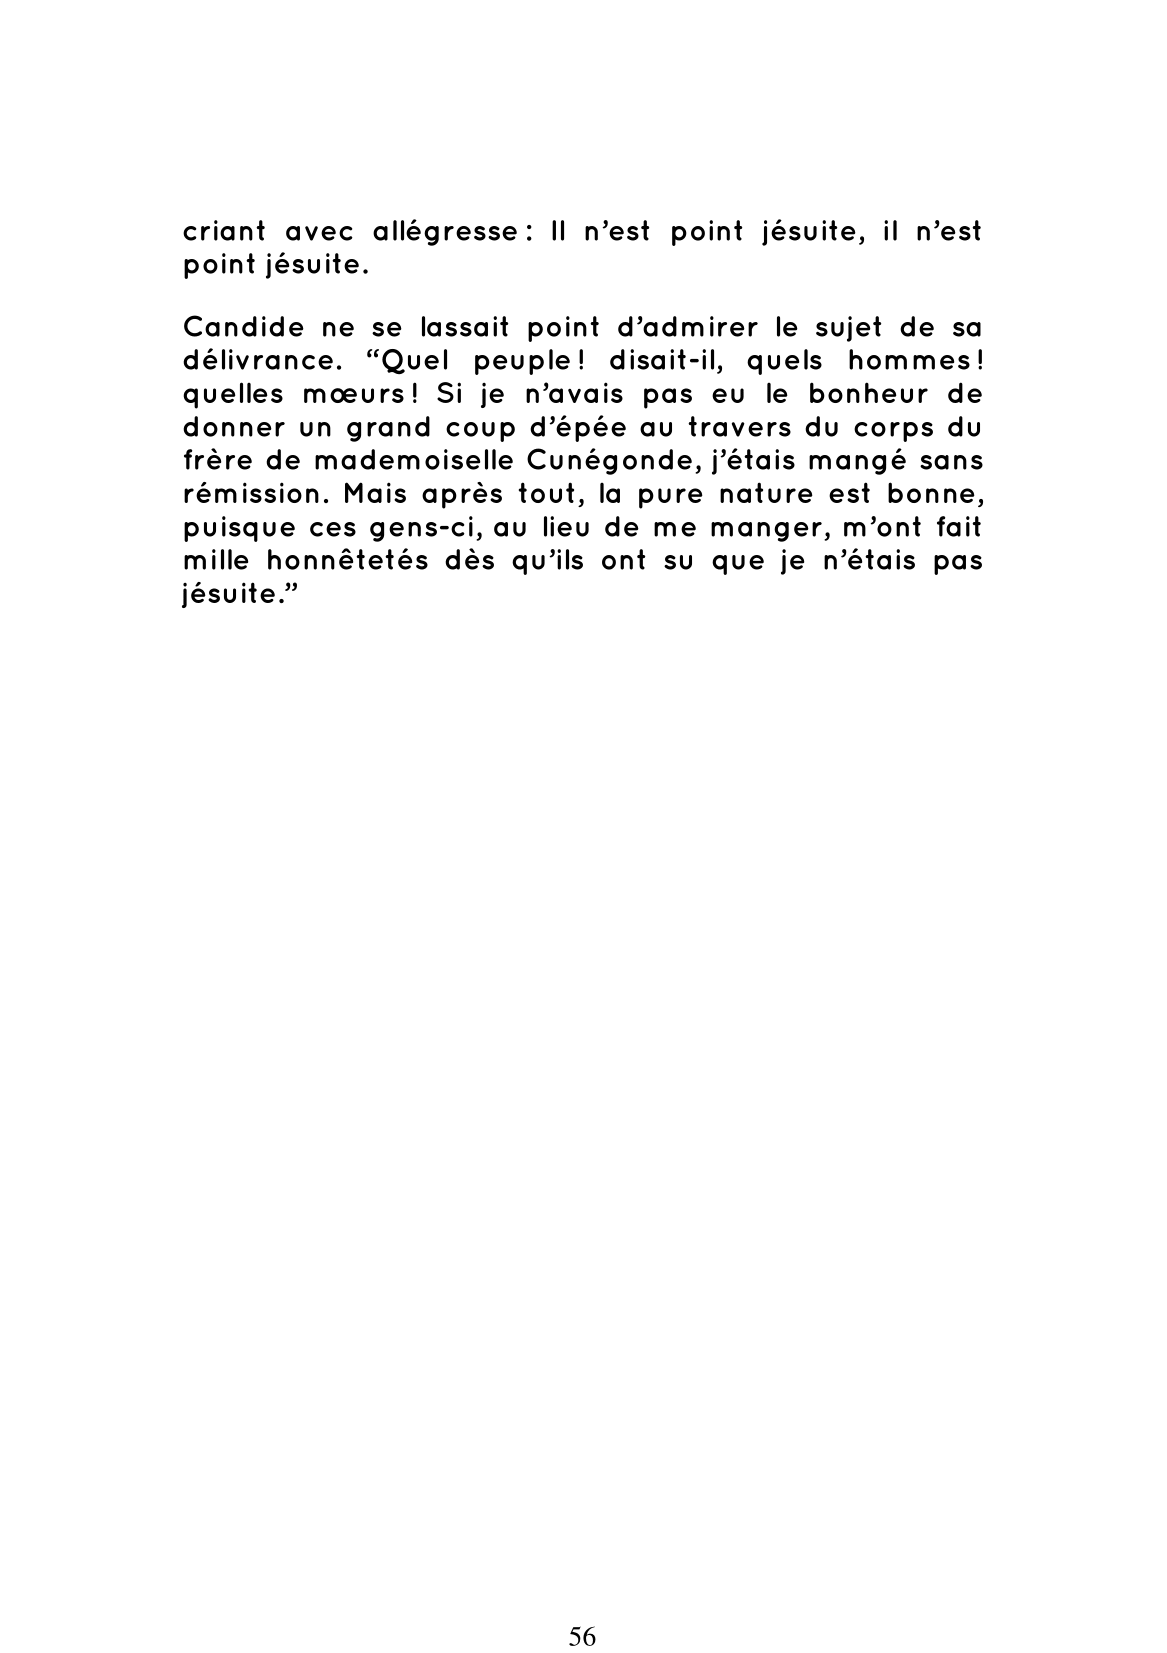 criant avec allégresse : Il n’est point jésuite, il n’est
point jésuite.
Candide ne se lassait point d’admirer le sujet de sa
délivrance. “Quel peuple ! disait-il, quels hommes !
quelles mœurs ! Si je n’avais pas eu le bonheur de
donner un grand coup d’épée au travers du corps du
frère de mademoiselle Cunégonde, j’étais mangé sans
rémission. Mais après tout, la pure nature est bonne,
puisque ces gens-ci, au lieu de me manger, m’ont fait
mille honnêtetés dès qu’ils ont su que je n’étais pas
jésuite.”
56